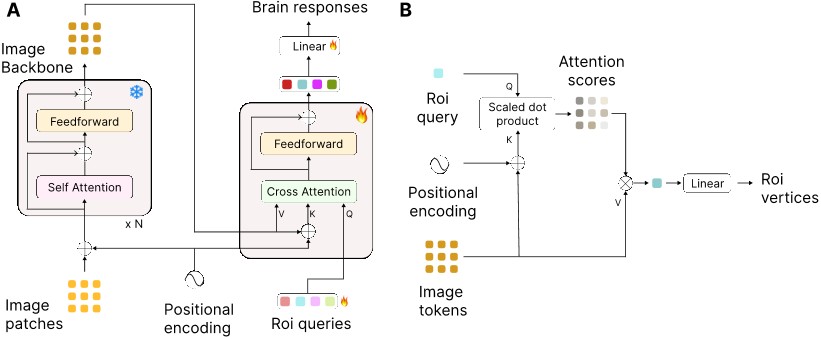 A
Image
Backbone
Feedforward
Self Attention
x N
Image
patches
Positional
encoding
Brain responses
Linear
Feedforward
Cross Attention
V
K
Q
Roi queries
B
Roi
query
Q
Scaled dot
product
K
Attention
scores
Positional
encoding
V
Linear
Roi
vertices
Image
tokens